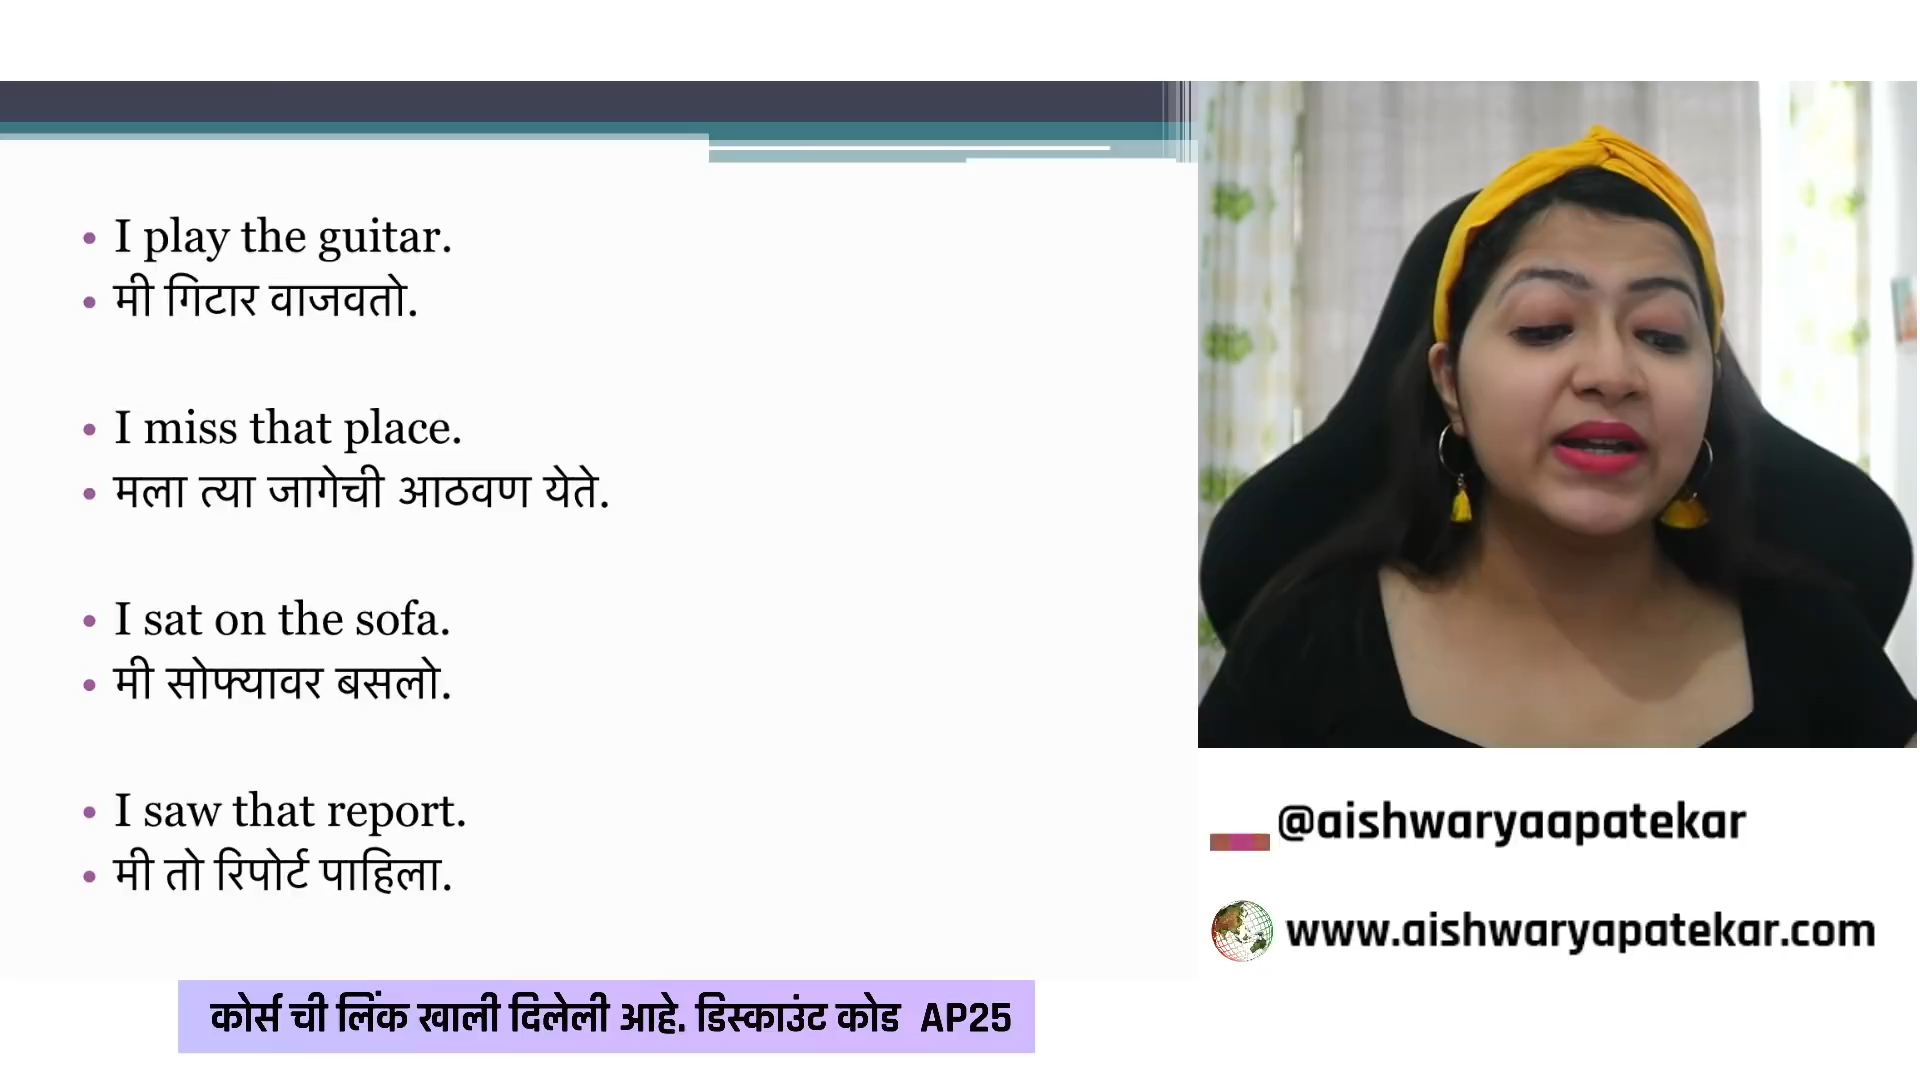 • I play the guitar.
• मी गिटार वाजवतो.
• I miss that place.
• मला त्या जागेची आठवण येते.
• I sat on the sofa.
• मी सोफ्यावर बसलो.
• I saw that report.
• मी तो रिपोर्ट पाहिला.
@aishwaryaapatekar
www.aishwaryapatekar.com
कोर्स ची लिंक खाली दिलेली आहे. डिस्काउंट कोड AP25